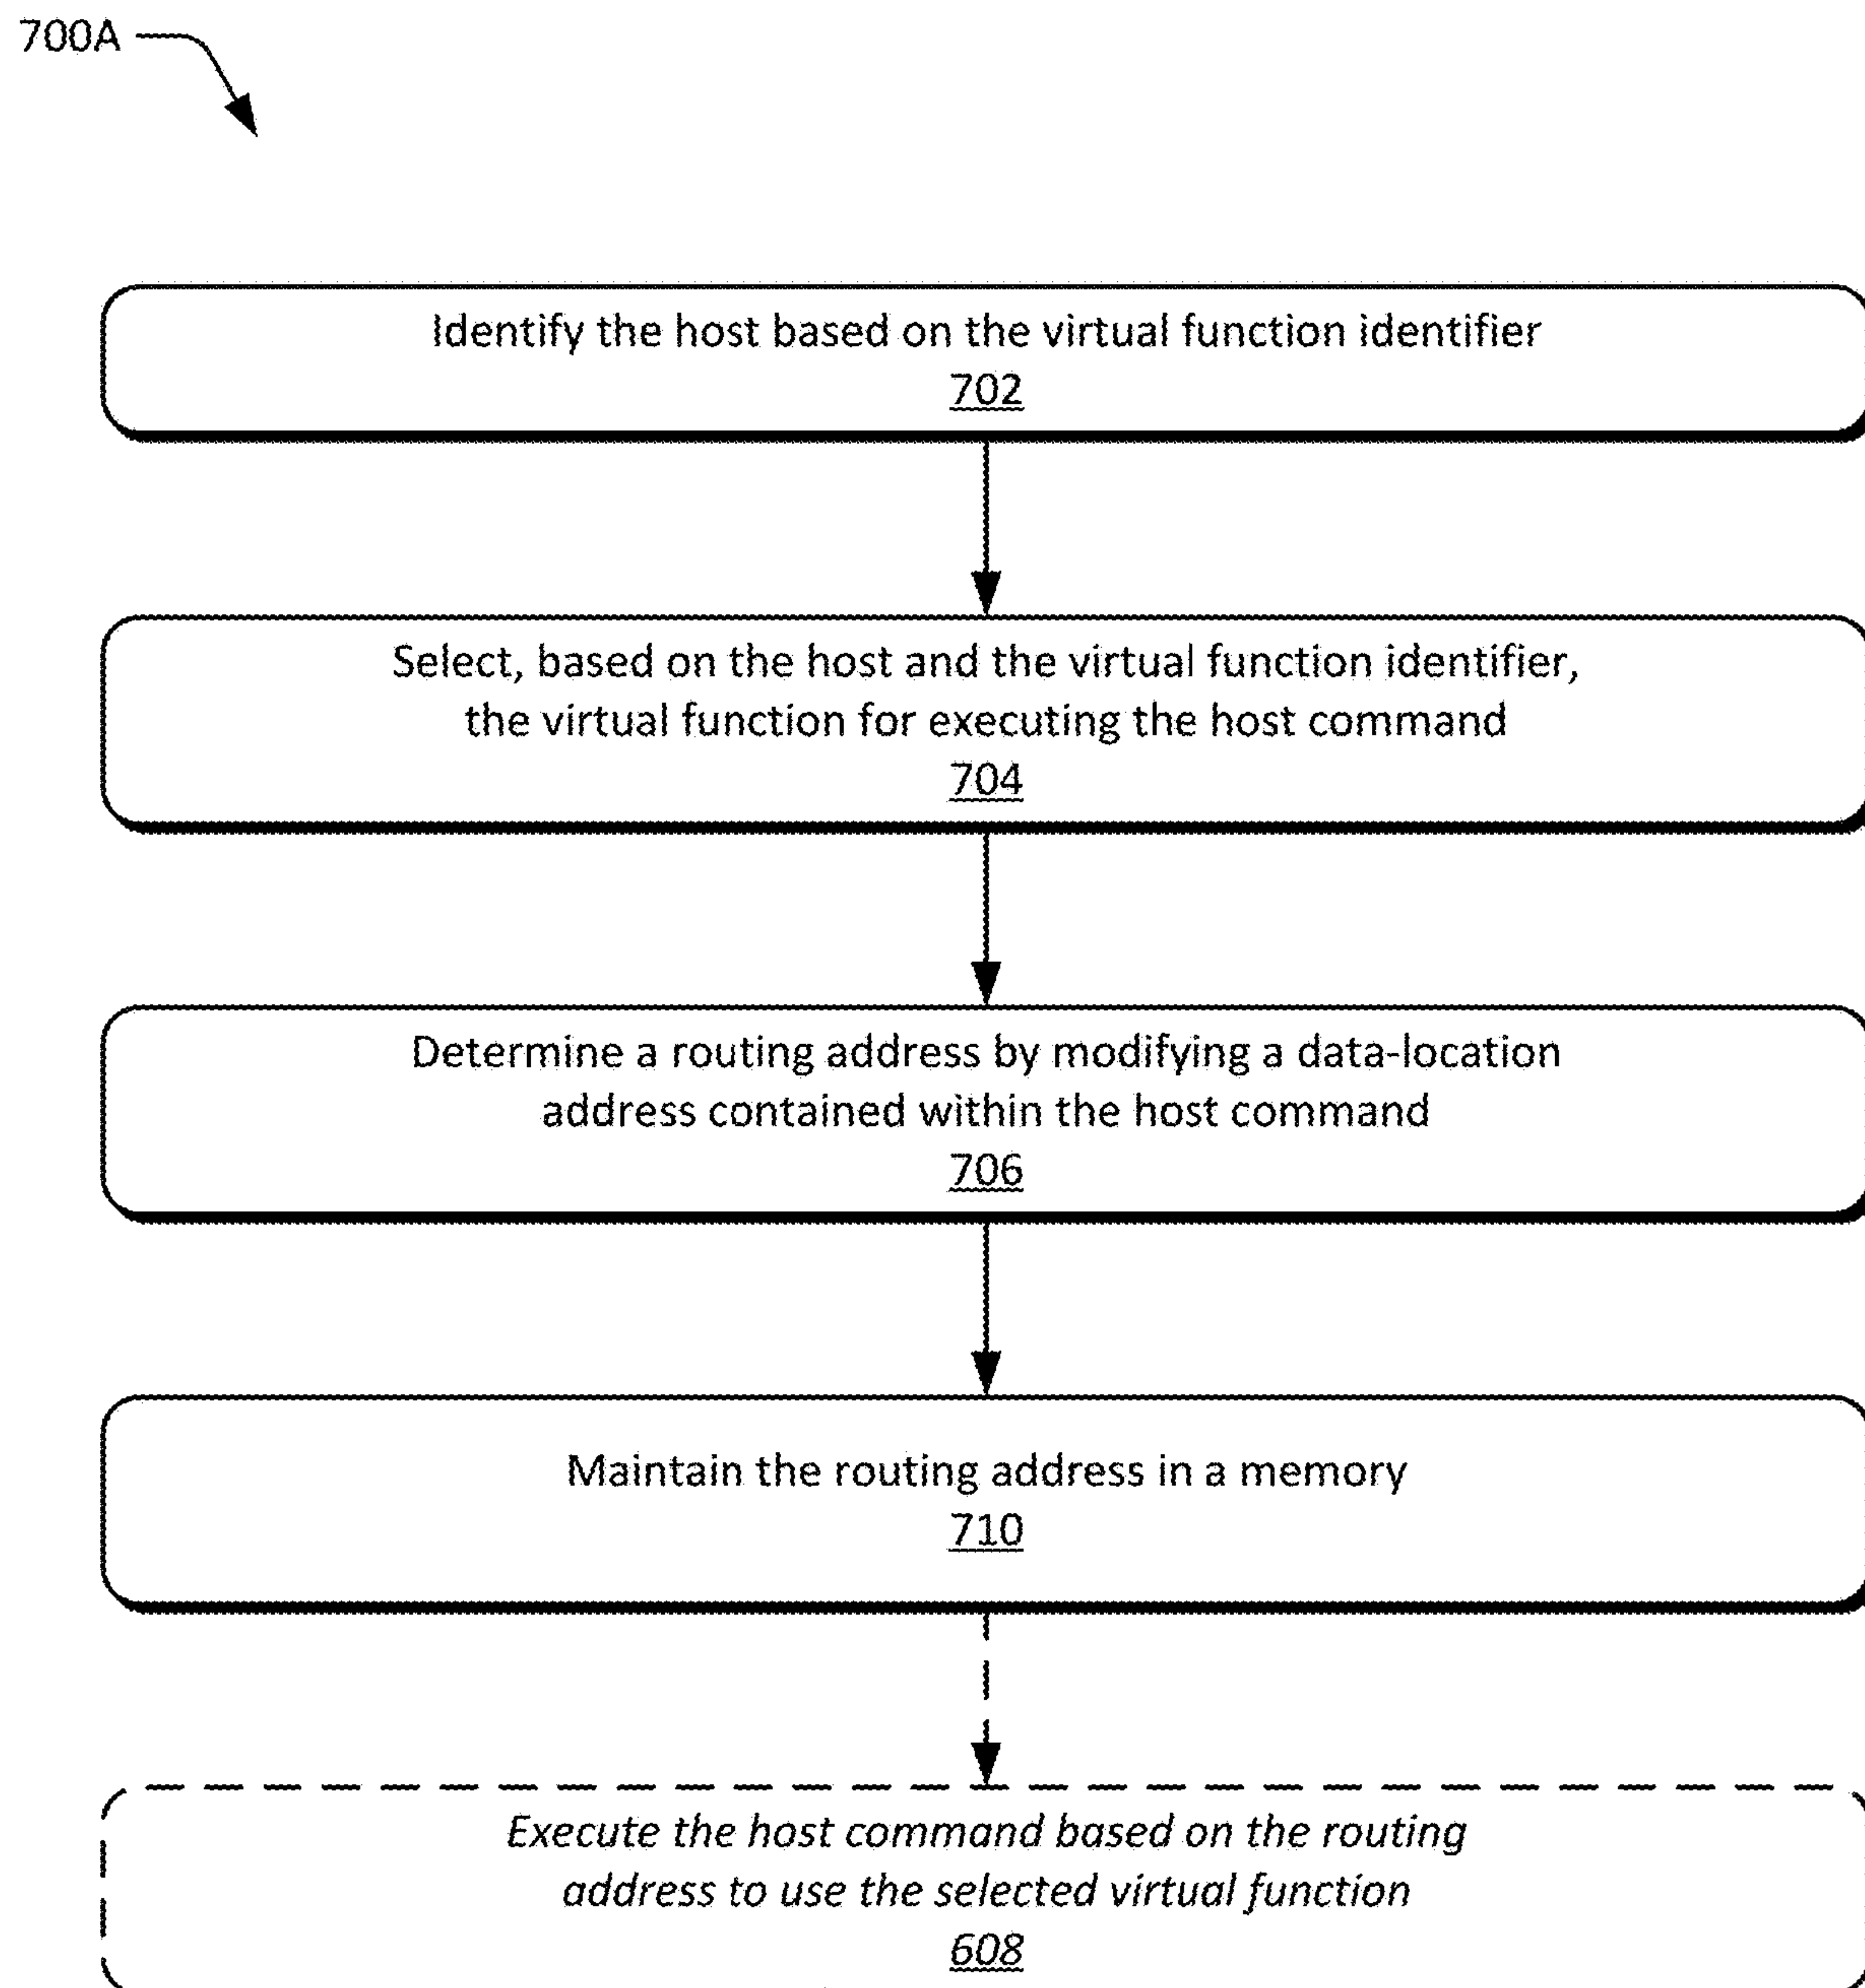 700A
Identify the host based on the virtual function identifier
702
Select, based on the host and the virtual function identifier,
the virtual function for executing the host command
704
Determine a routing address by modifying a data-location
address contained within the host command
706
Maintain the routing address in a memory
710
Execute the host command based on the routing
address to use the selected virtual function
608